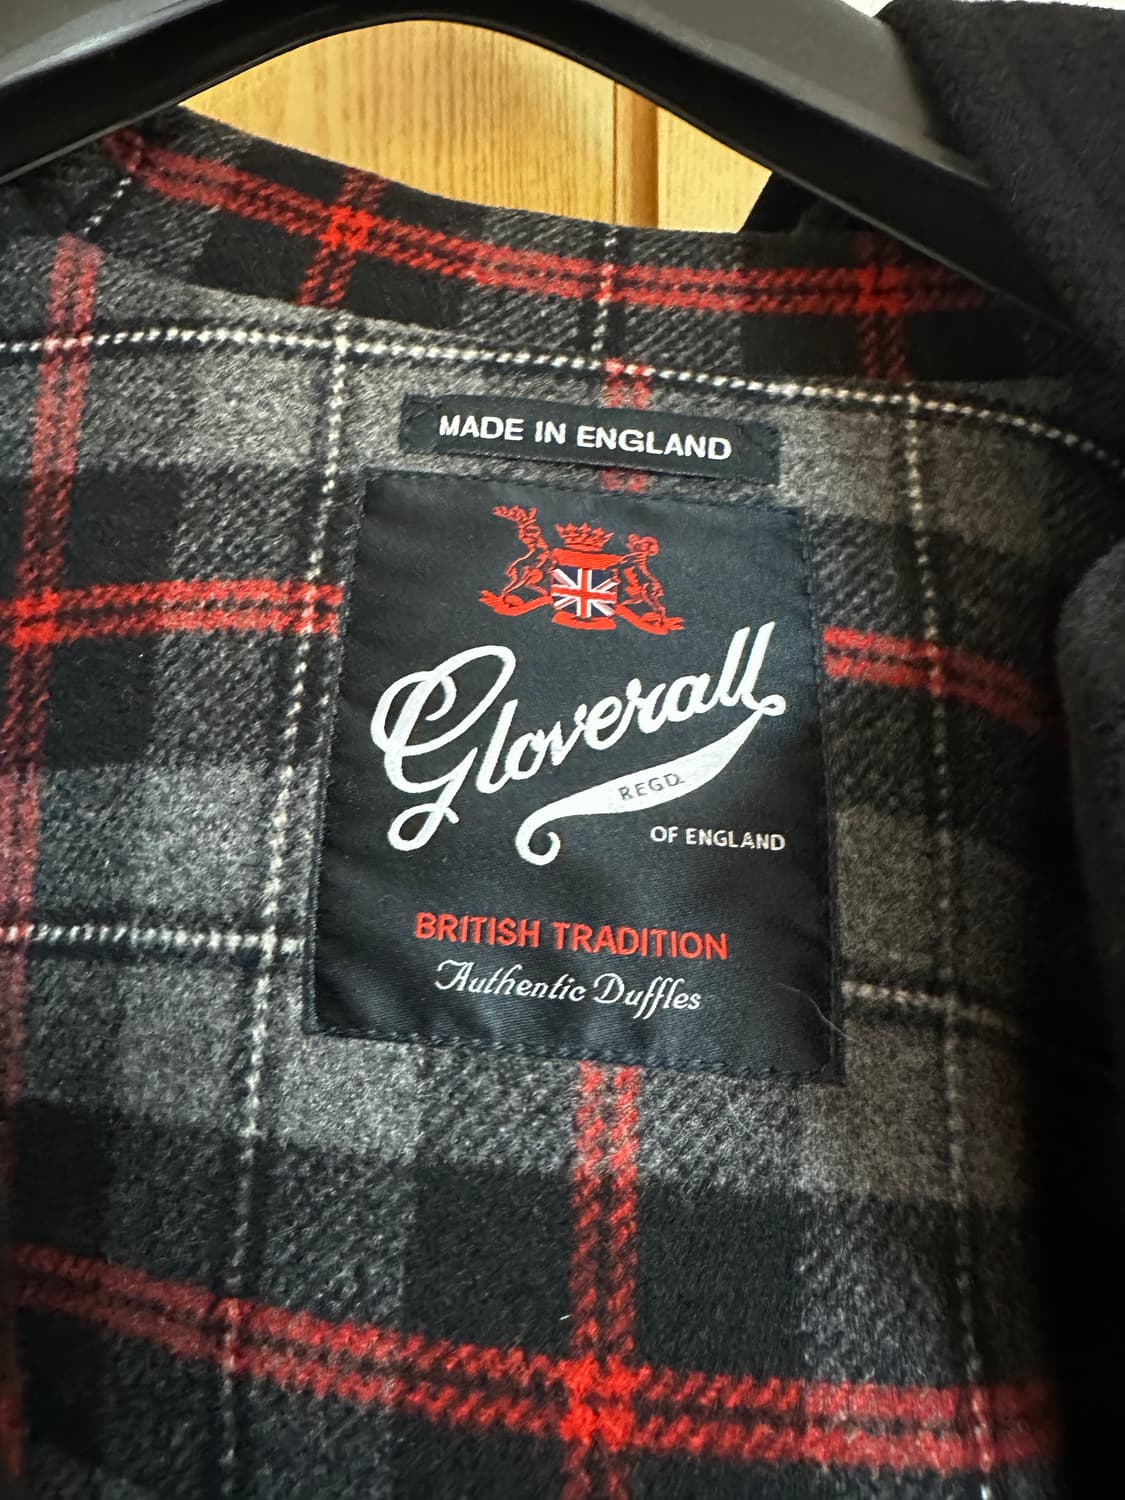 MADE IN ENGLAND
Gloverall
REGD.
OF ENGLAND
BRITISH TRADITION
Authentic Duffles